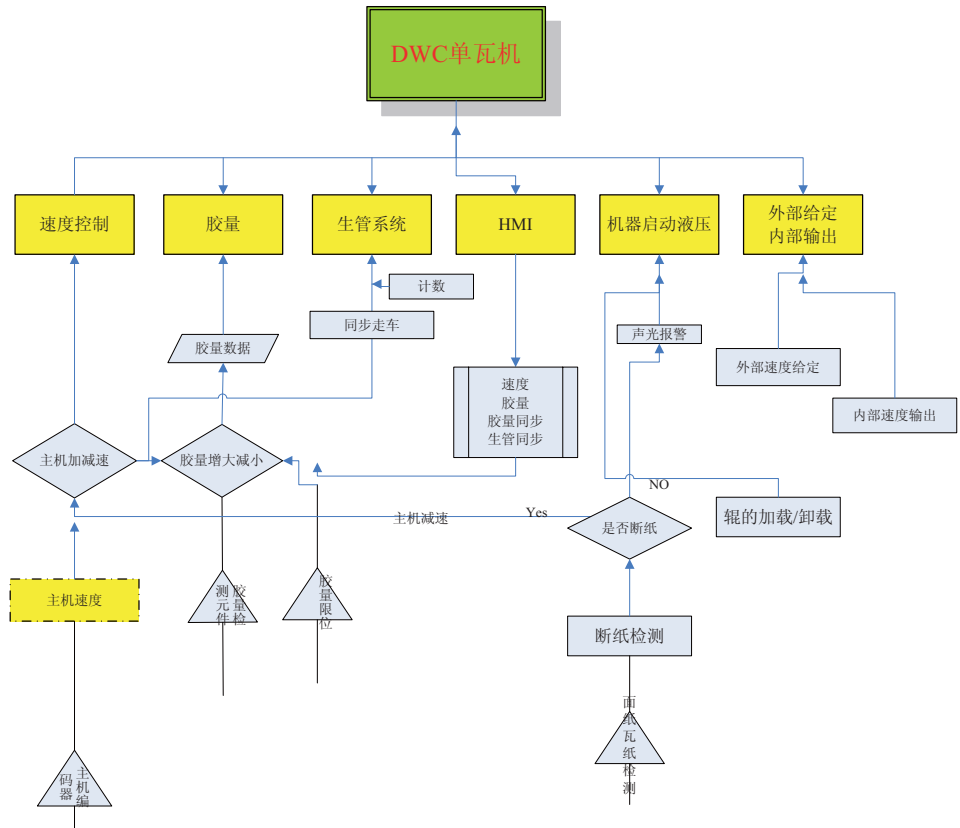 DWC单瓦机
速度控制
胶量
生管系统
HMI
机器启动液压
外部给定
内部输出
计数
同步走车
声光报警
胶量数据
外部速度给定
速度
胶量
胶量同步
生管同步
内部速度输出
主机加减速
胶量增大减小
NO
主机减速
Yes
是否断纸
辊的加载/卸载
主机速度
胶量检
测元件
胶量限位
断纸检测
面纸瓦纸检测
主机编
码器